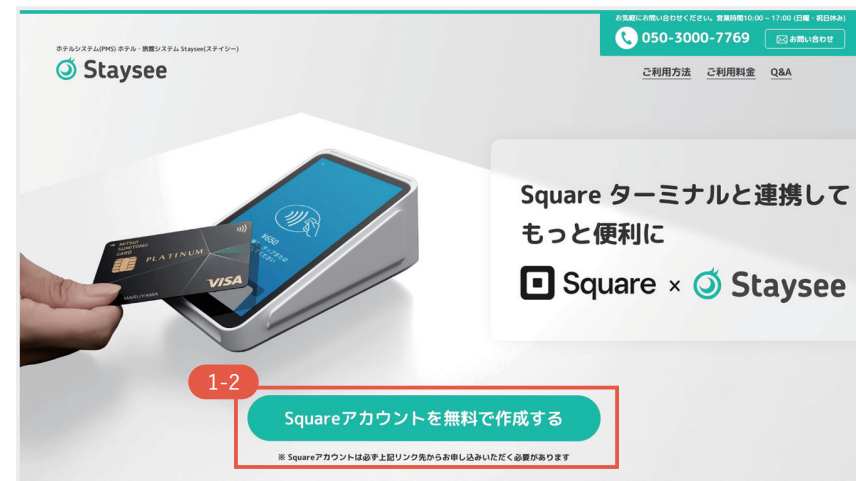 お気軽にお問い合わせください。営業時間10:00 ~ 17:00 (日曜・祝日休み)
050-3000-7769
お問い合わせ
ホテルシステム(PMS) ホテル・旅館システム Staysee(ステイシー)
Staysee
ご利用方法 ご利用料金 Q&A
Square ターミナルと連携して
もっと便利に
Square × Staysee
¥650
MITSUI
SUMITOMO
CARD
PLATINUM
VISA
MARUYAMA
1-2
Squareアカウントを無料で作成する
※ Squareアカウントは必ず上記リンク先からお申し込みいただく必要があります